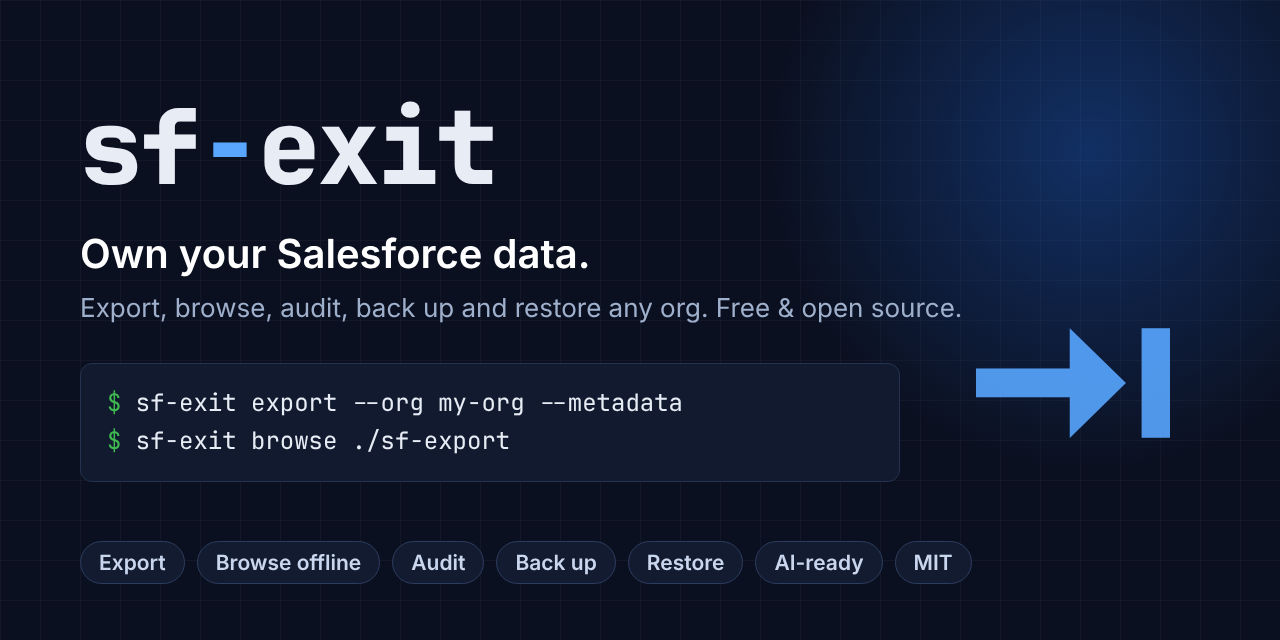 sf-exit
Own your Salesforce data.
Export, browse, audit, back up and restore any org. Free & open source.
$ sf-exit export --org my-org --metadata
$ sf-exit browse ./sf-export
Export Browse offline Audit Back up Restore AI-ready MIT